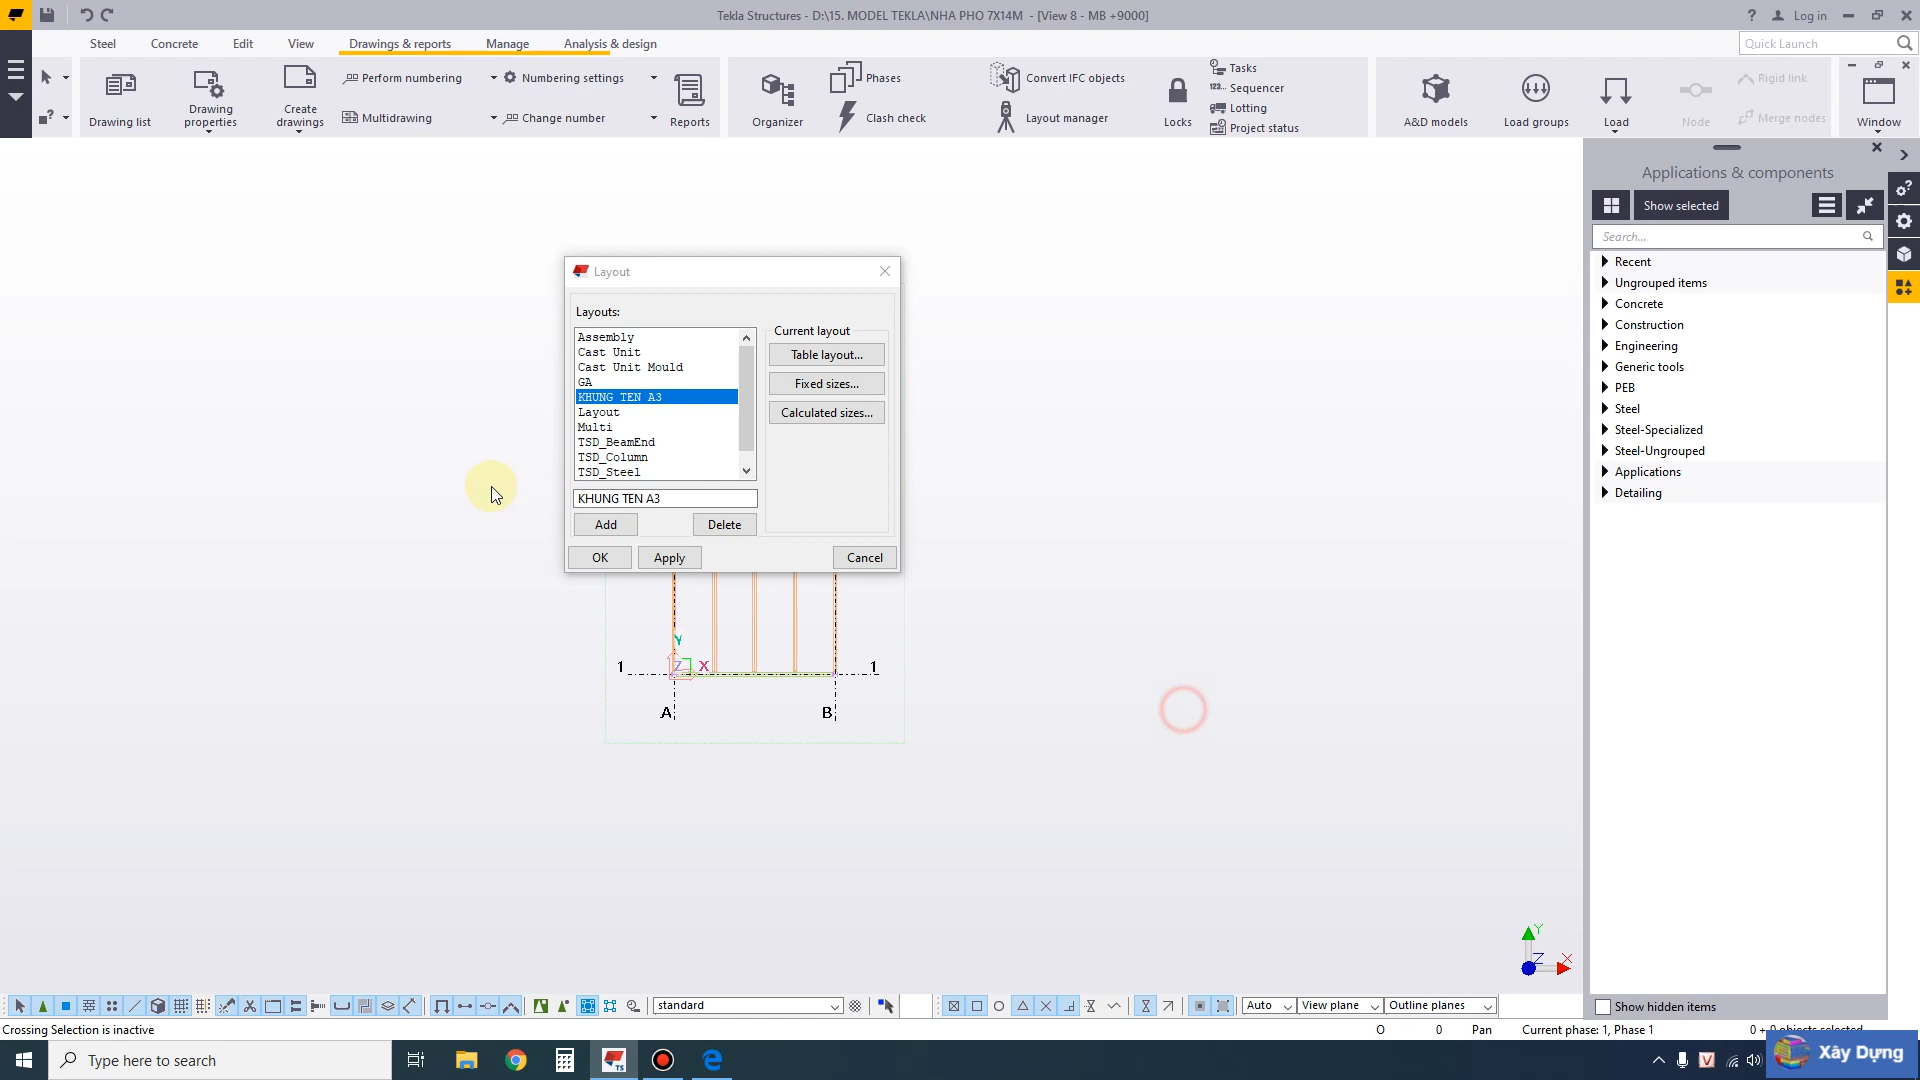 Tekla Structures - D:\15. MODEL TEKLA\NHA PHO 7X14M - [View 8 - MB +9000]
? Log in
Steel Concrete Edit View Drawings & reports Manage Analysis & design
Quick Launch
Drawing list
Drawing properties
Create drawings
Perform numbering
Numbering settings
Multidrawing
Change number
Reports
Organizer
Phases
Clash check
Convert IFC objects
Layout manager
Locks
Tasks
Sequencer
Lotting
Project status
A&D models
Load groups
Load
Node
Rigid link
Merge nodes
Window
Applications & components
Show selected
Search...
Recent
Ungrouped items
Concrete
Construction
Engineering
Generic tools
PEB
Steel
Steel-Specialized
Steel-Ungrouped
Applications
Detailing
Layout
Layouts:
Assembly
Cast Unit
Cast Unit Mould
GA
KHUNG TEN A3
Layout
Multi
TSD_BeamEnd
TSD_Column
TSD_Steel
KHUNG TEN A3
Add Delete
Current layout
Table layout...
Fixed sizes...
Calculated sizes...
OK Apply Cancel
Y
1 Z X 1
A B
Y
Z X
standard
Auto View plane Outline planes
Show hidden items
Crossing Selection is inactive
O 0 Pan Current phase: 1, Phase 1 0 + 0 objects selected
Type here to search
TS
V
Xây Dựng